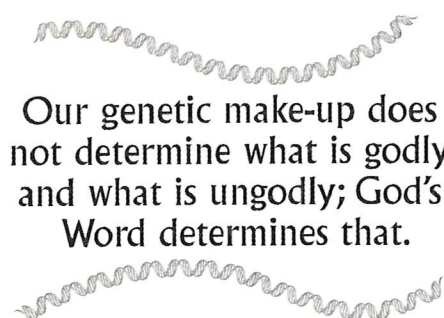 Our genetic make-up does
not determine what is godly
and what is ungodly; God's
Word determines that.